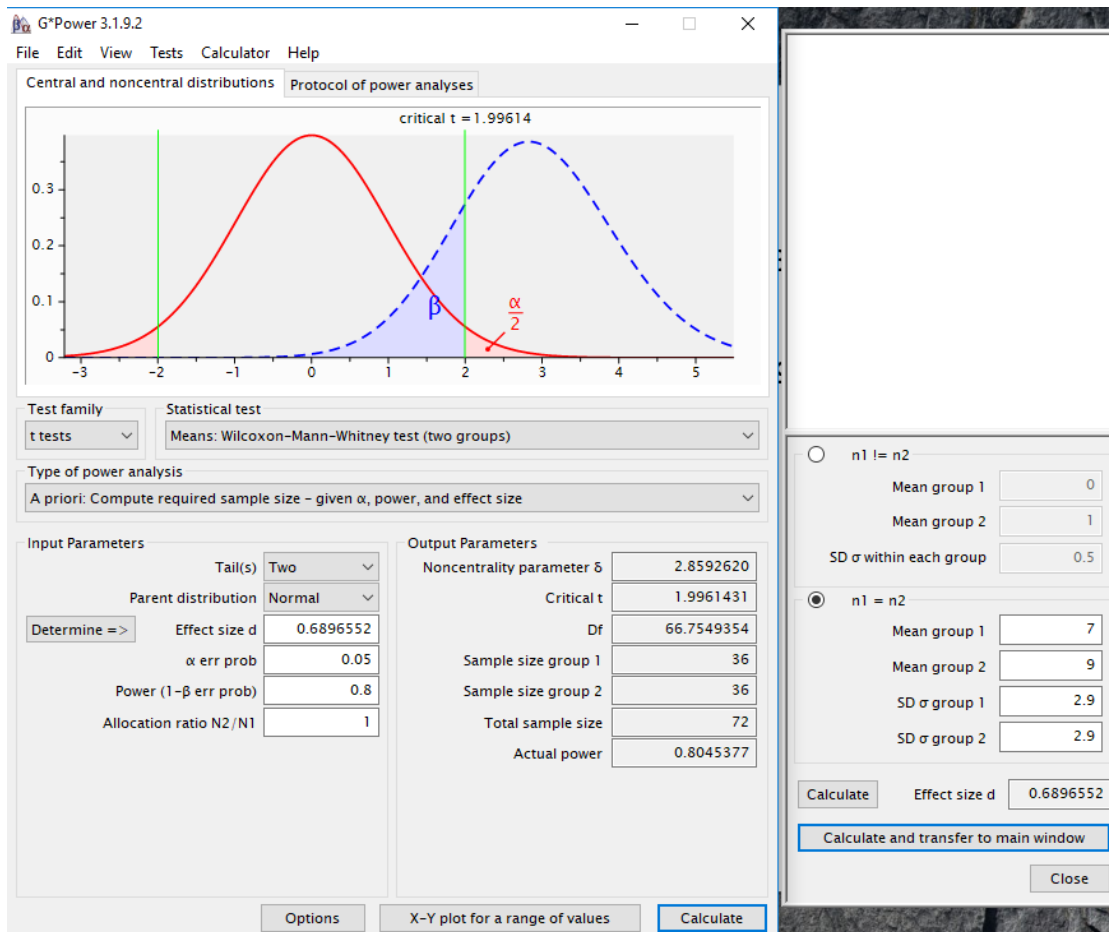 G*Power 3.1.9.2
File Edit View Tests Calculator Help
Central and noncentral distributions Protocol of power analyses
critical t = 1.99614
0.3
0.2
0.1
0
β
α
2
-3 -2 -1 0 1 2 3 4 5
Test family Statistical test
t tests Means: Wilcoxon-Mann-Whitney test (two groups)
Type of power analysis
A priori: Compute required sample size - given α, power, and effect size
Input Parameters
Tail(s) Two
Parent distribution Normal
Determine => Effect size d 0.6896552
α err prob 0.05
Power (1-β err prob) 0.8
Allocation ratio N2/N1 1
Output Parameters
Noncentrality parameter δ 2.8592620
Critical t 1.9961431
Df 66.7549354
Sample size group 1 36
Sample size group 2 36
Total sample size 72
Actual power 0.8045377
Options X-Y plot for a range of values Calculate
n1 != n2
Mean group 1 0
Mean group 2 1
SD σ within each group 0.5
n1 = n2
Mean group 1 7
Mean group 2 9
SD σ group 1 2.9
SD σ group 2 2.9
Calculate Effect size d 0.6896552
Calculate and transfer to main window
Close